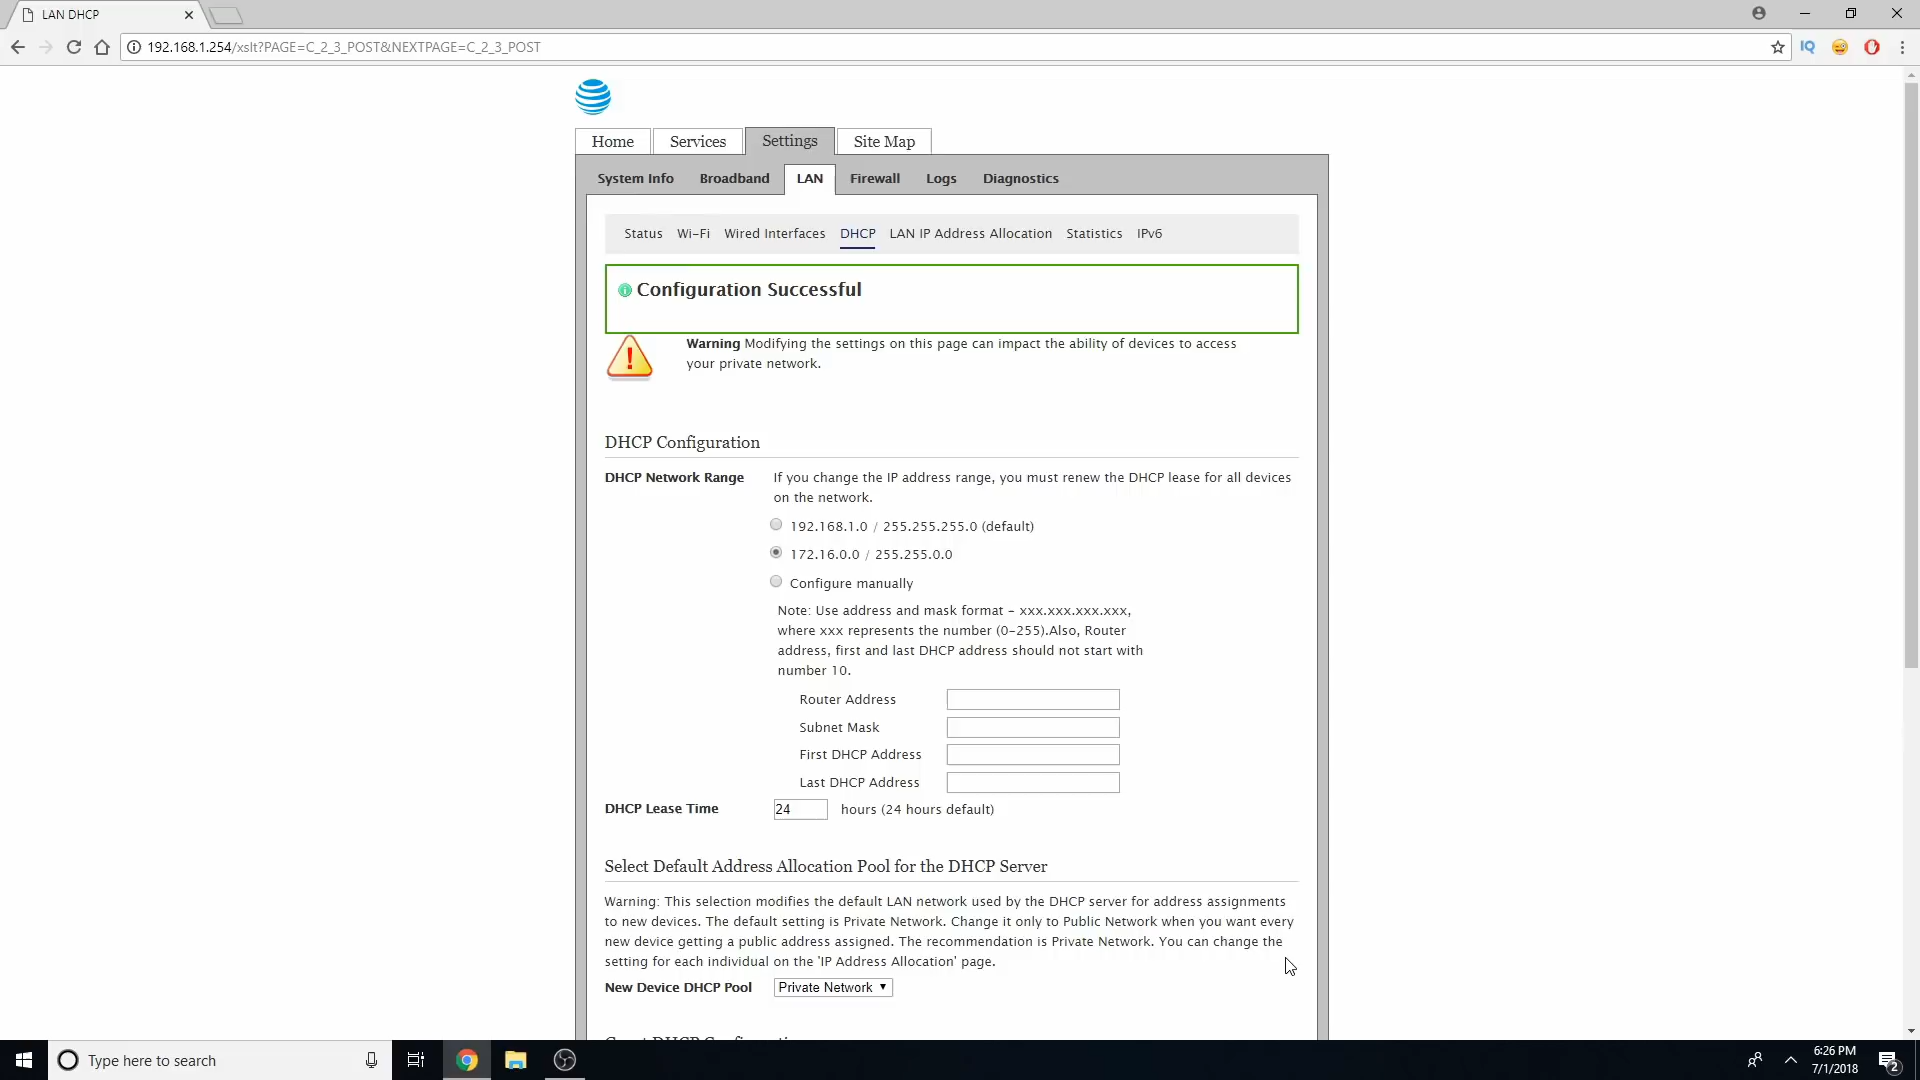 LAN DHCP
192.168.1.254/xslt?PAGE=C_2_3_POST&NEXTPAGE=C_2_3_POST
IQ
Home Services Settings Site Map
System Info Broadband LAN Firewall Logs Diagnostics
Status Wi-Fi Wired Interfaces DHCP LAN IP Address Allocation Statistics IPv6
Configuration Successful
Warning Modifying the settings on this page can impact the ability of devices to access
your private network.
DHCP Configuration
DHCP Network Range If you change the IP address range, you must renew the DHCP lease for all devices
on the network.
192.168.1.0 / 255.255.255.0 (default)
172.16.0.0 / 255.255.0.0
Configure manually
Note: Use address and mask format - xxx.xxx.xxx.xxx,
where xxx represents the number (0-255).Also, Router
address, first and last DHCP address should not start with
number 10.
Router Address
Subnet Mask
First DHCP Address
Last DHCP Address
DHCP Lease Time 24 hours (24 hours default)
Select Default Address Allocation Pool for the DHCP Server
Warning: This selection modifies the default LAN network used by the DHCP server for address assignments
to new devices. The default setting is Private Network. Change it only to Public Network when you want every
new device getting a public address assigned. The recommendation is Private Network. You can change the
setting for each individual on the 'IP Address Allocation' page.
New Device DHCP Pool Private Network
Type here to search
6:26 PM
7/1/2018
2